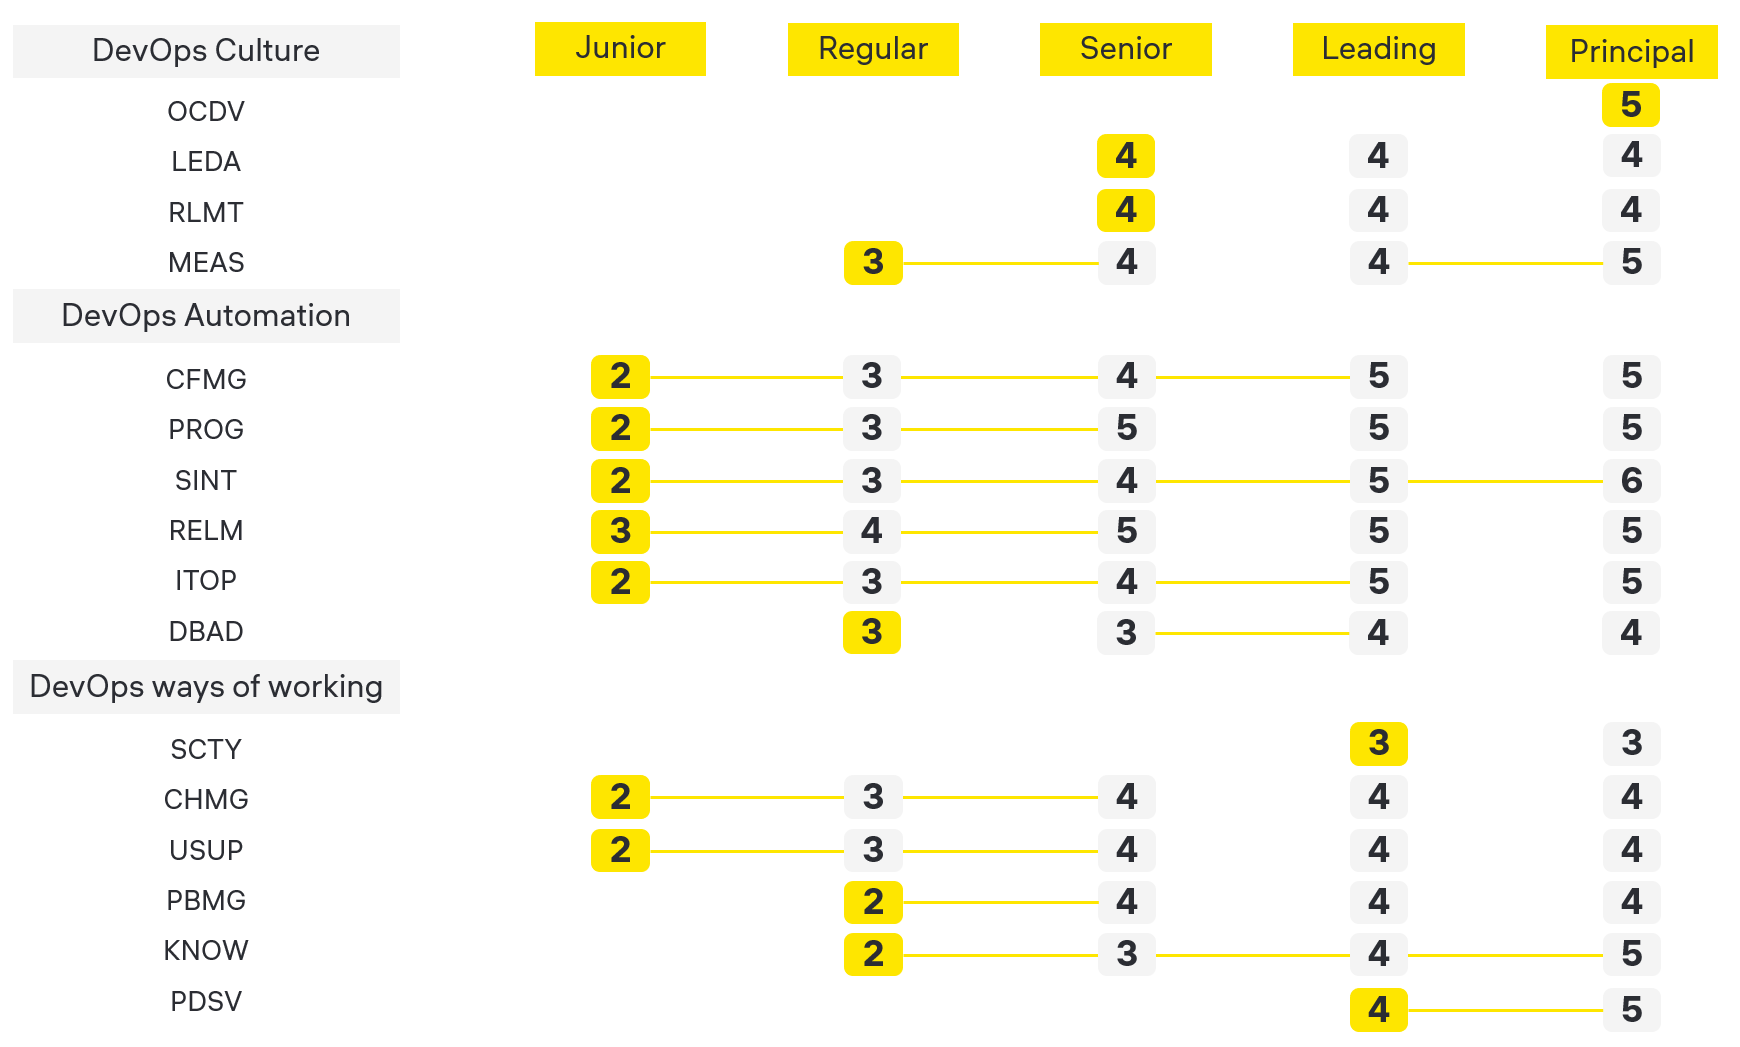 DevOps Culture Junior Regular Senior Leading Principal
OCDV 5
LEDA 4 4 4
RLMT 4 4 4
MEAS 3 4 4 5
DevOps Automation
CFMG 2 3 4 5 5
PROG 2 3 5 5 5
SINT 2 3 4 5 6
RELM 3 4 5 5 5
ITOP 2 3 4 5 5
DBAD 3 3 4 4
DevOps ways of working
SCTY 3 3
CHMG 2 3 4 4 4
USUP 2 3 4 4 4
PBMG 2 4 4 4
KNOW 2 3 4 5
PDSV 4 5